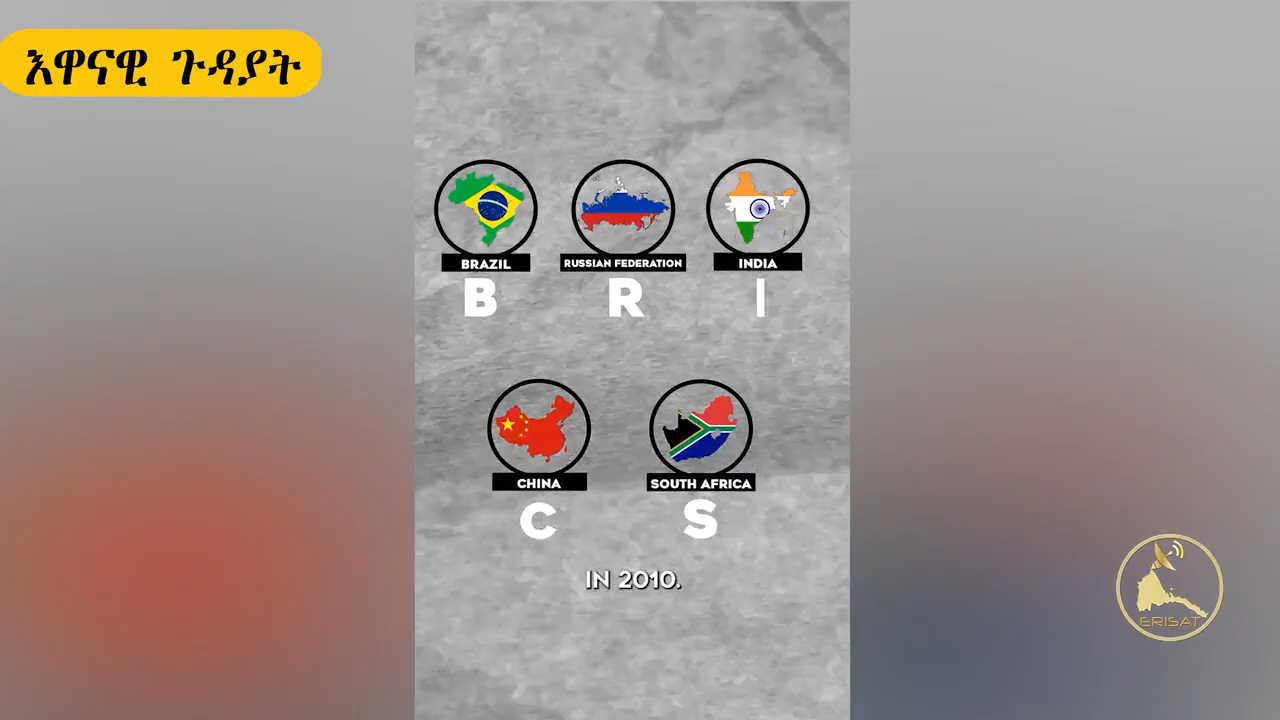 እዋናዊ ጉዳያት
BRAZIL
RUSSIAN FEDERATION
INDIA
B
R
I
CHINA
SOUTH AFRICA
C
S
IN 2010.
ERISAT